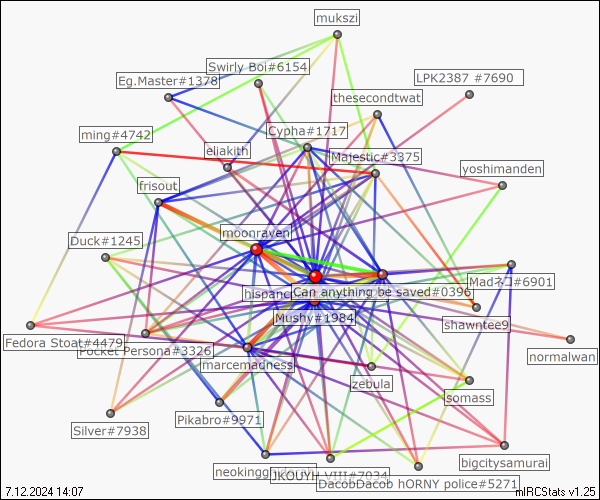 mukszi
Swirly Boi#6154
Eg.Master#1378
LPK2387 #7690
thesecondtwat
ming#4742
Cypha#1717
eliakith
Majestic#3375
yoshimanden
frisout
moonraven
Duck#1245
Madネコ#6901
Can anything be saved#0396
Mushy#1984
shawntee9
Fedora Stoat#4479
Pocket Persona#3326
normalwan
marcemadness
zebula
somass
Pikabro#9971
Silver#7938
bigcitysamurai
JKOUYH VIII#7034
DacobDacob hORNY police#5271
7.12.2024 14:07
mIRCStats v1.25